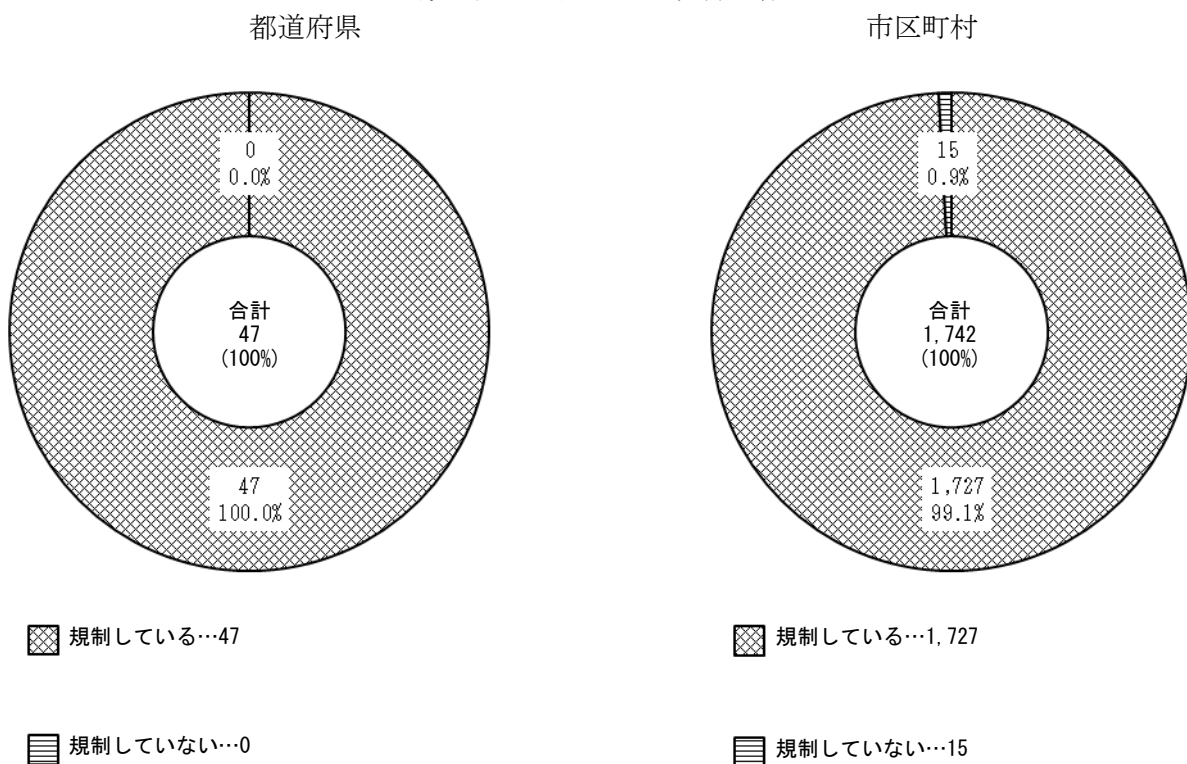 都道府県
0
0.0%
合計
47
(100%)
47
100.0%
規制している…47
規制していない…0
市区町村
15
0.9%
合計
1,742
(100%)
1,727
99.1%
規制している…1,727
規制していない…15